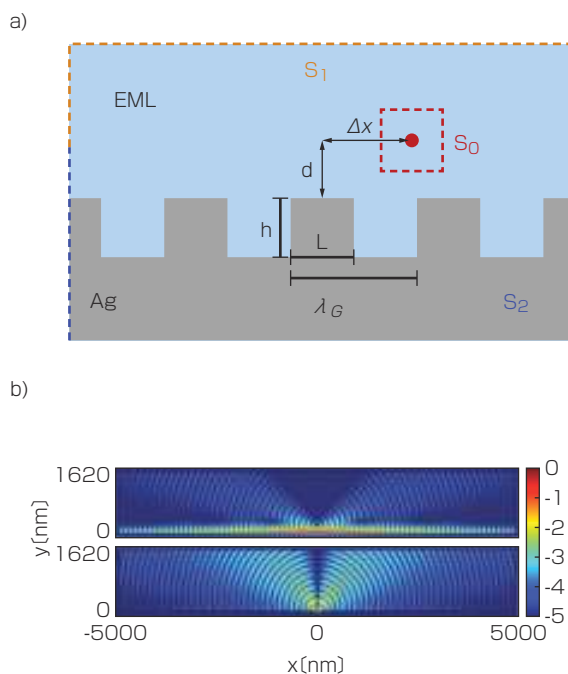 a)
S1
EML
Δx
S0
d
h
L
Ag
λG
S2
b)
1620
0
y[nm]
1620
0
-5000
0
5000
x[nm]
0
-1
-2
-3
-4
-5